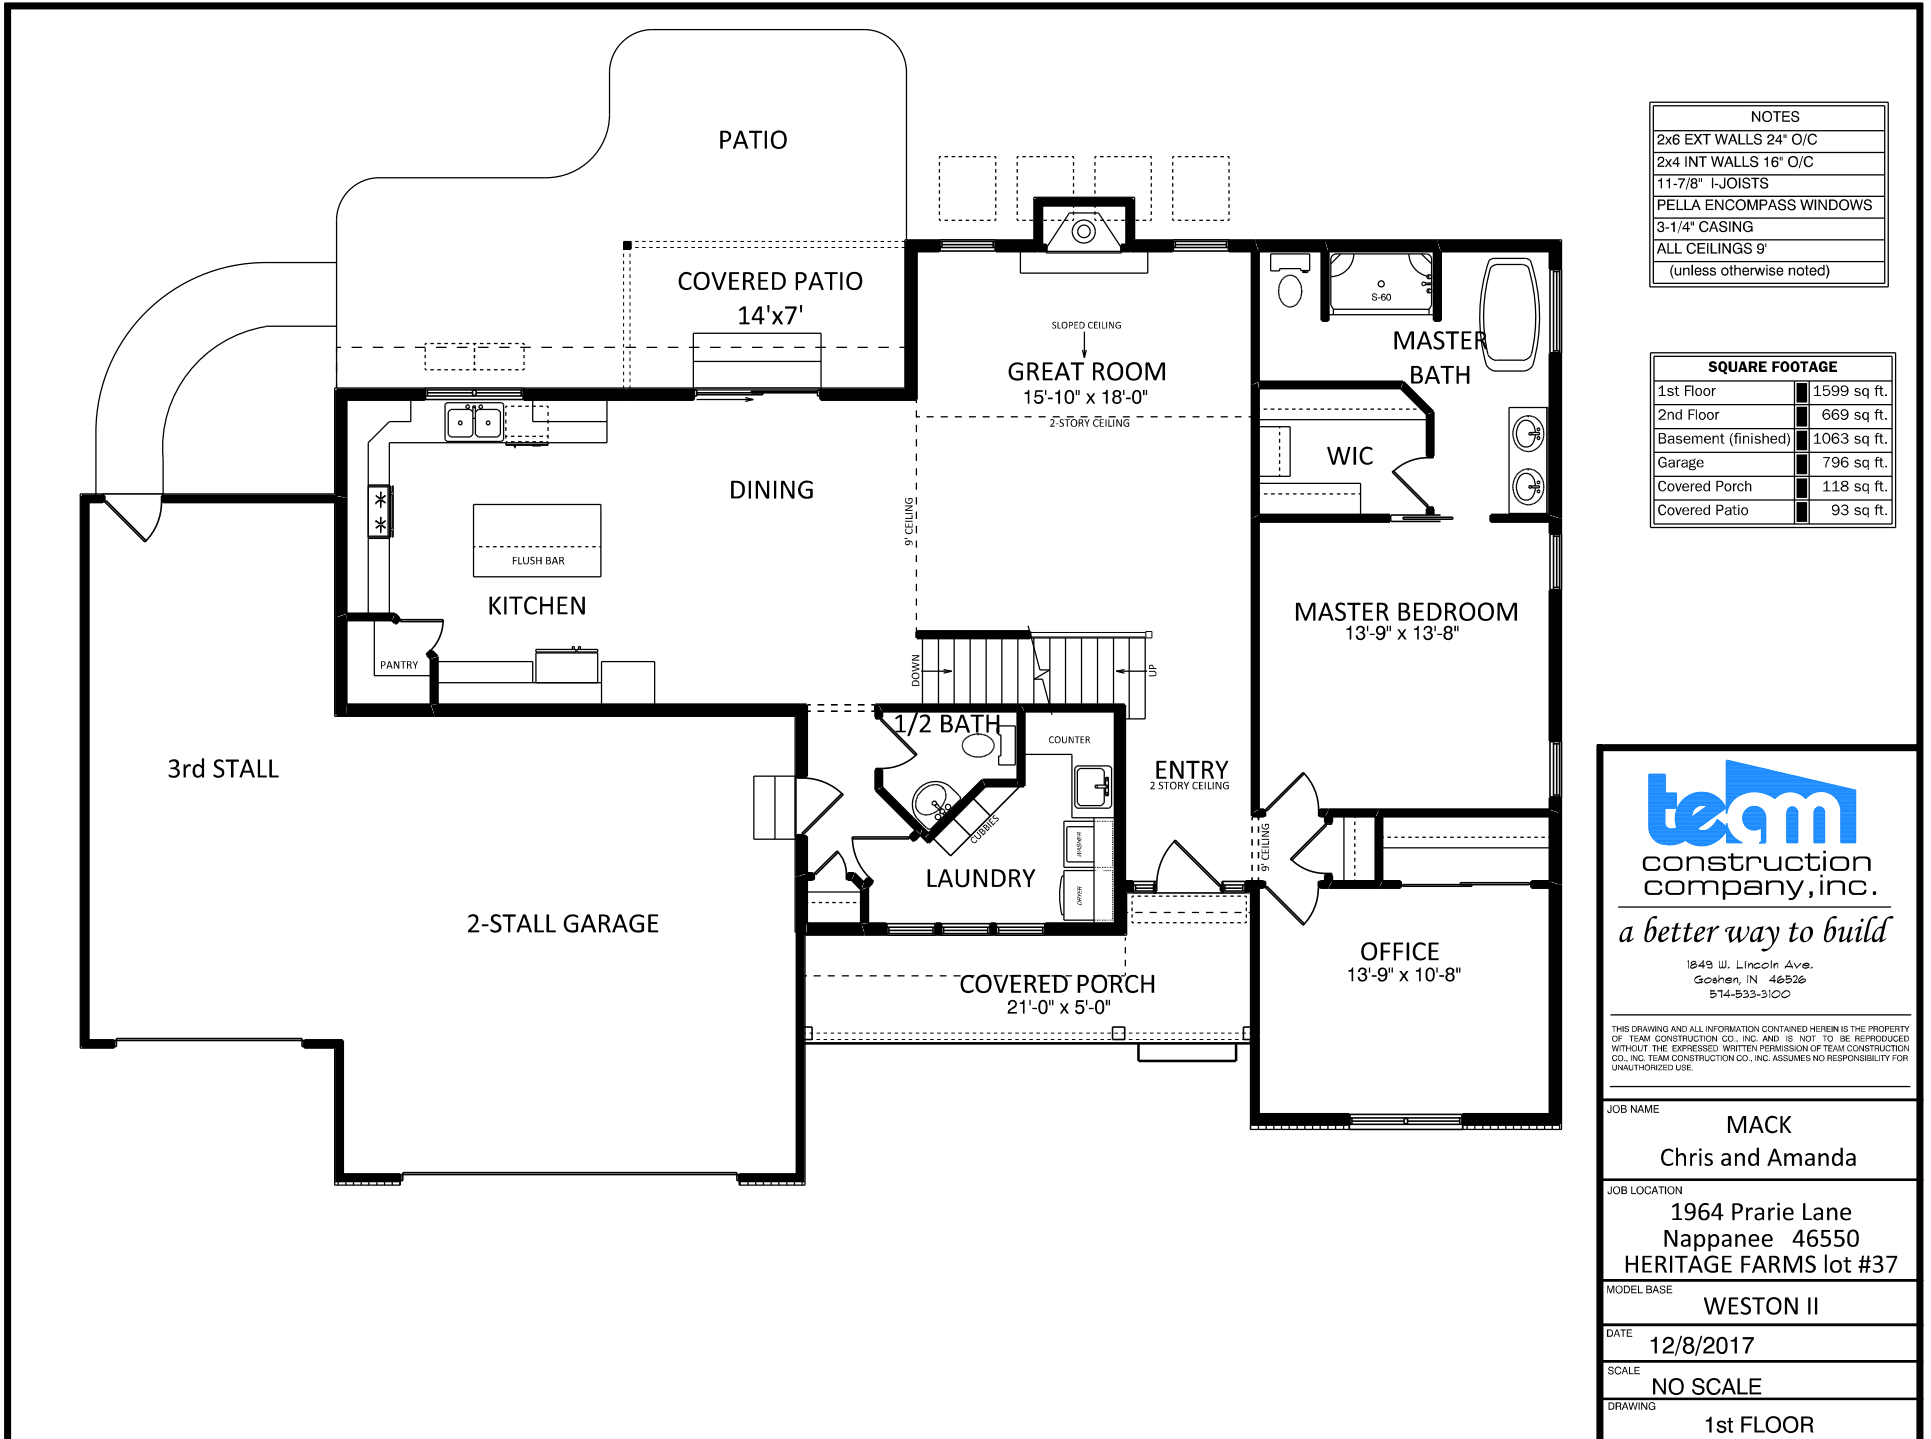 PATIO
COVERED PATIO
14'x7'
SLOPED CEILING
GREAT ROOM
15'-10" x 18'-0"
2-STORY CEILING
S-60
MASTER
BATH
WIC
DINING
9' CEILING
FLUSH BAR
KITCHEN
PANTRY
MASTER BEDROOM
13'-9" x 13'-8"
DOWN
UP
1/2 BATH
COUNTER
3rd STALL
ENTRY
2 STORY CEILING
CUBBIES
WASHER
9' CEILING
LAUNDRY
DRYER
2-STALL GARAGE
OFFICE
13'-9" x 10'-8"
COVERED PORCH
21'-0" x 5'-0"
NOTES
2x6 EXT WALLS 24" O/C
2x4 INT WALLS 16" O/C
11-7/8" I-JOISTS
PELLA ENCOMPASS WINDOWS
3-1/4" CASING
ALL CEILINGS 9'
(unless otherwise noted)
SQUARE FOOTAGE
1st Floor 1599 sq ft.
2nd Floor 669 sq ft.
Basement (finished) 1063 sq ft.
Garage 796 sq ft.
Covered Porch 118 sq ft.
Covered Patio 93 sq ft.
team
construction
company,inc.
a better way to build
1849 W. Lincoln Ave.
Goshen, IN 46526
574-533-3100
THIS DRAWING AND ALL INFORMATION CONTAINED HEREIN IS THE PROPERTY
OF TEAM CONSTRUCTION CO., INC. AND IS NOT TO BE REPRODUCED
WITHOUT THE EXPRESSED WRITTEN PERMISSION OF TEAM CONSTRUCTION
CO., INC. TEAM CONSTRUCTION CO., INC. ASSUMES NO RESPONSIBILITY FOR
UNAUTHORIZED USE.
JOB NAME
MACK
Chris and Amanda
JOB LOCATION
1964 Prarie Lane
Nappanee 46550
HERITAGE FARMS lot #37
MODEL BASE
WESTON II
DATE
12/8/2017
SCALE
NO SCALE
DRAWING
1st FLOOR